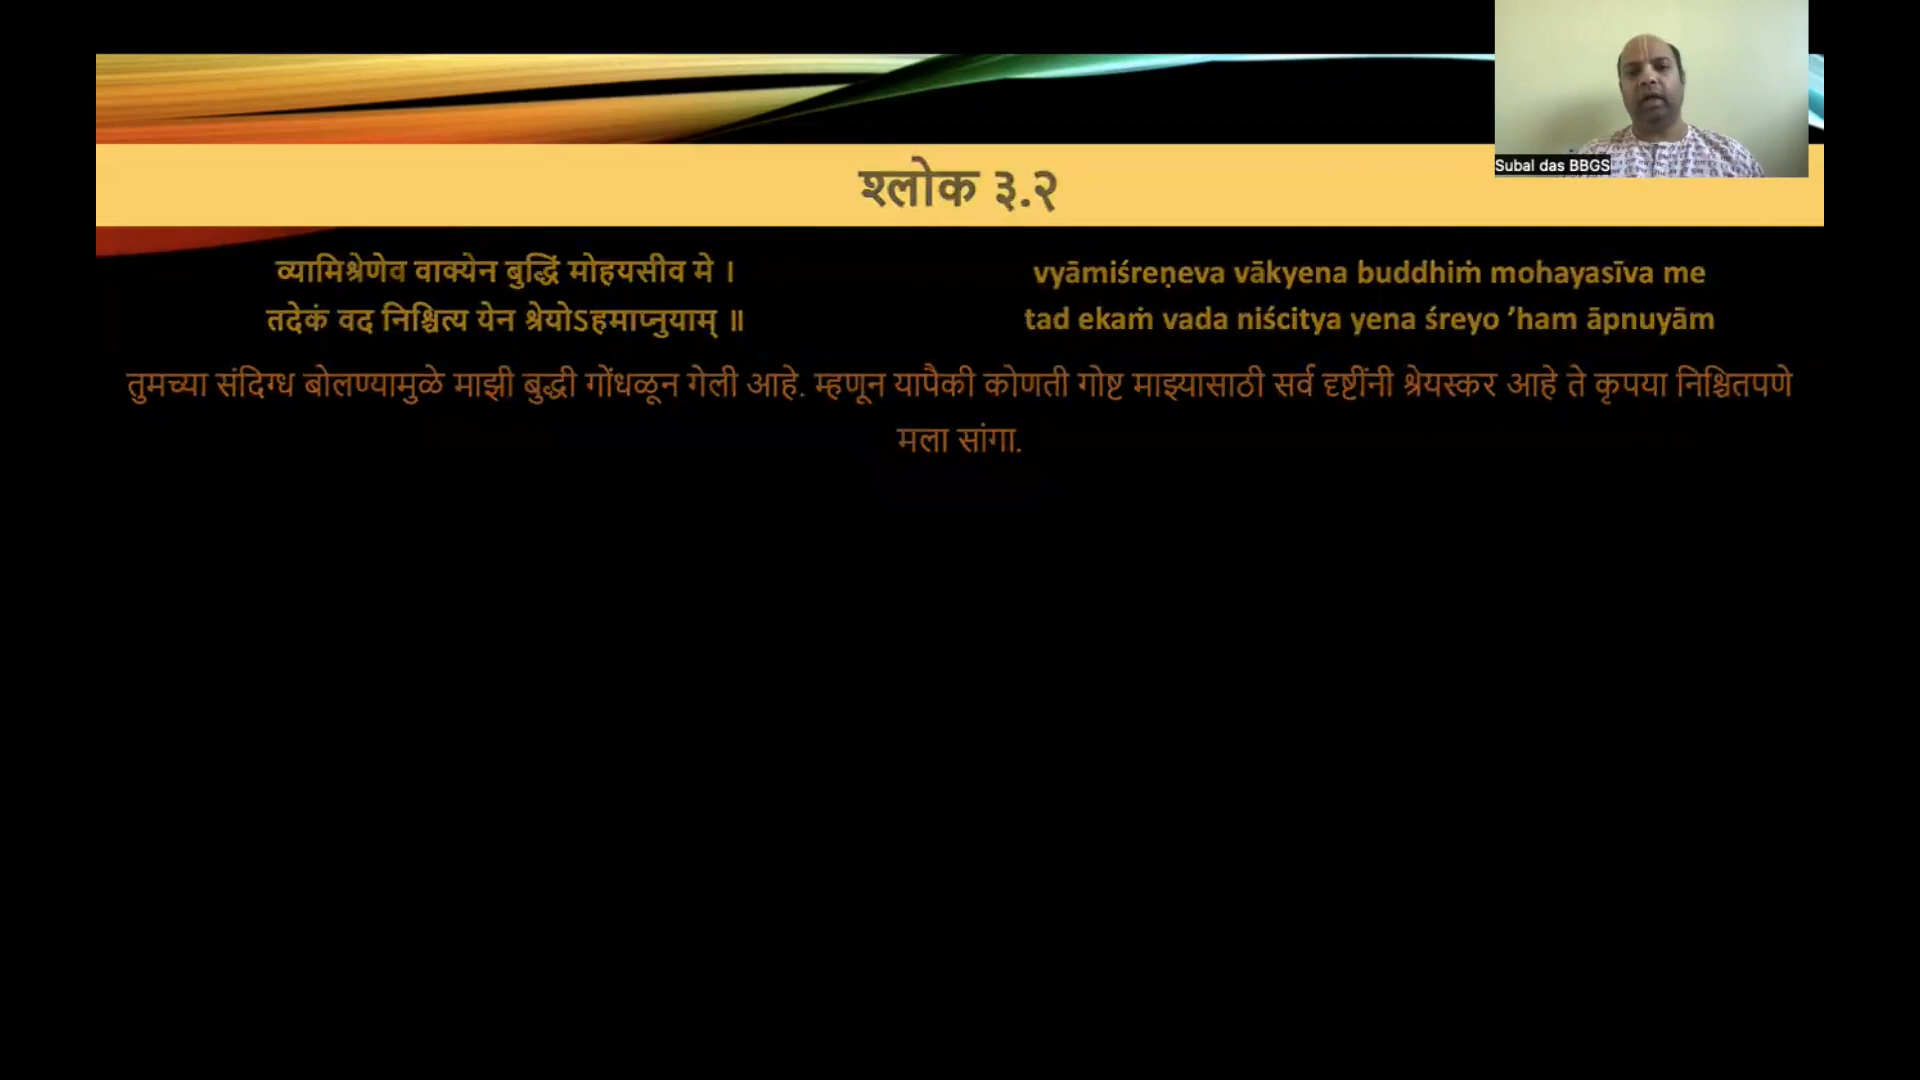 Subal das BBGS
श्लोक ३.२
व्यामिश्रेणेव वाक्येन बुद्धिं मोहयसीव मे ।
तदेकं वद निश्चित्य येन श्रेयोऽहमाप्नुयाम् ॥
vyāmiśreṇeva vākyena buddhiṁ mohayasīva me
tad ekaṁ vada niścitya yena śreyo ’ham āpnuyām
तुमच्या संदिग्ध बोलण्यामुळे माझी बुद्धी गोंधळून गेली आहे. म्हणून यापैकी कोणती गोष्ट माझ्यासाठी सर्व दृष्टींनी श्रेयस्कर आहे ते कृपया निश्चितपणे
मला सांगा.